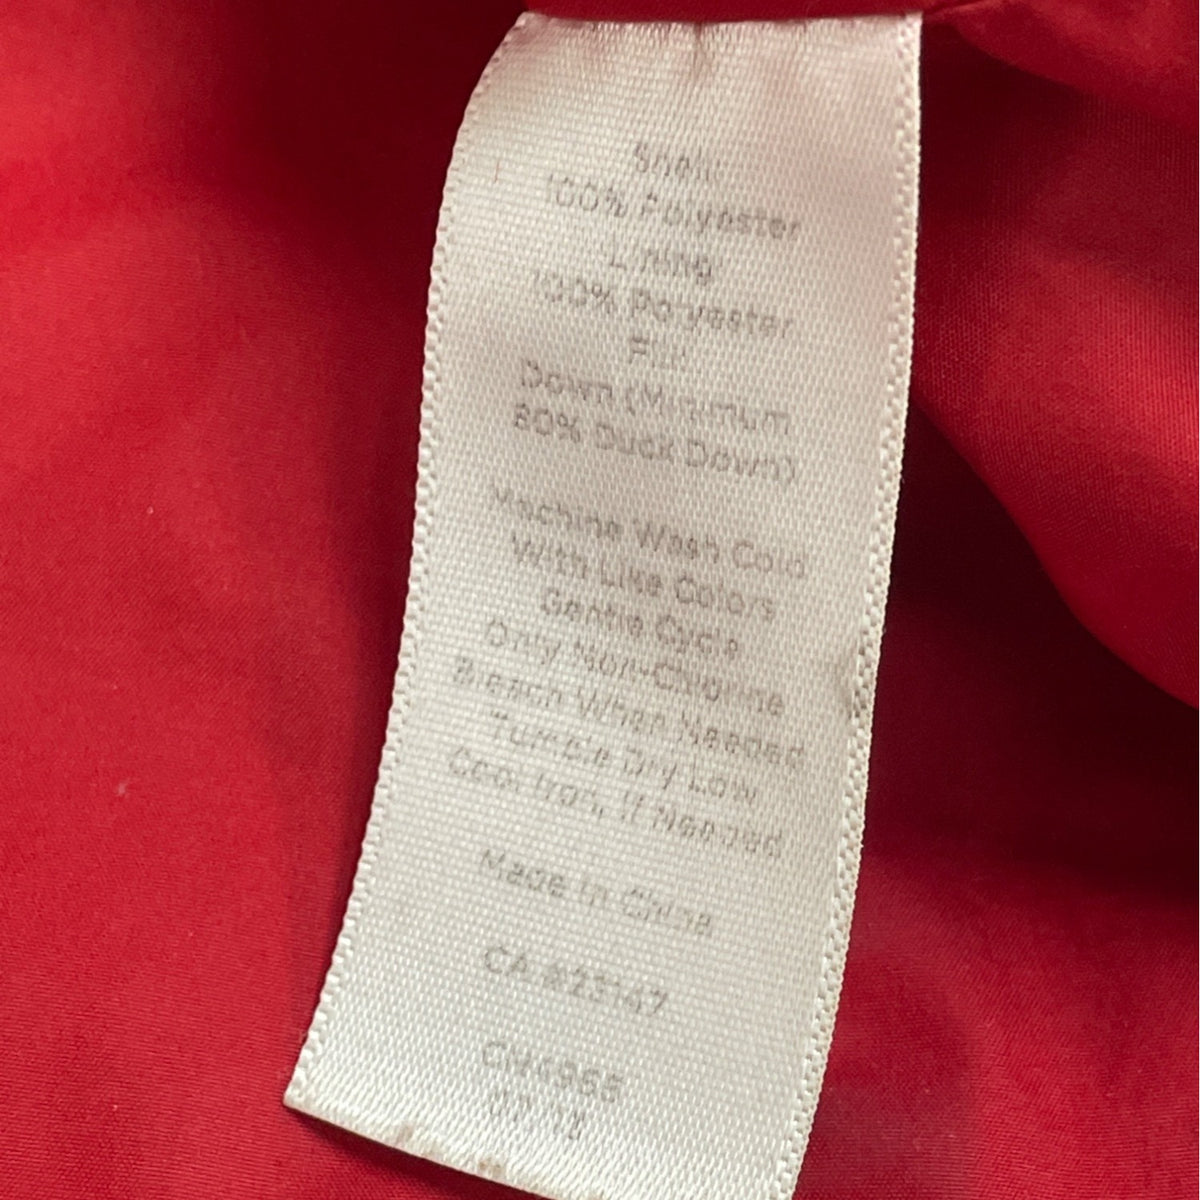 Shell
100% Polyester
Lining
100% Polyester
Fill
Down (Minimum
80% Duck Down)
Machine Wash Cold
With Like Colors
Gentle Cycle
Only Non-Chlorine
Bleach When Needed
Tumble Dry Low
Cool Iron, If Needed
Made In China
CA #23147